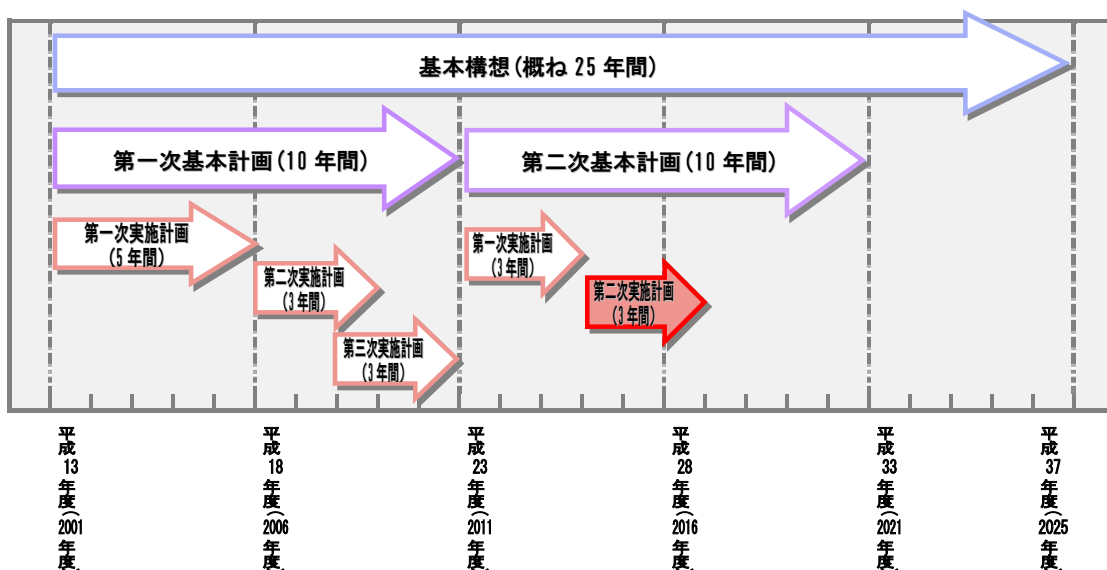 基本構想(概ね 25 年間)
第一次基本計画(10 年間)
第二次基本計画(10 年間)
第一次実施計画
(5 年間)
第二次実施計画
(3 年間)
第三次実施計画
(3 年間)
第一次実施計画
(3 年間)
第二次実施計画
(3 年間)
平成13年度(2001年度
平成18年度(2006年度
平成23年度(2011年度
平成28年度(2016年度
平成33年度(2021年度
平成37年度(2025年度